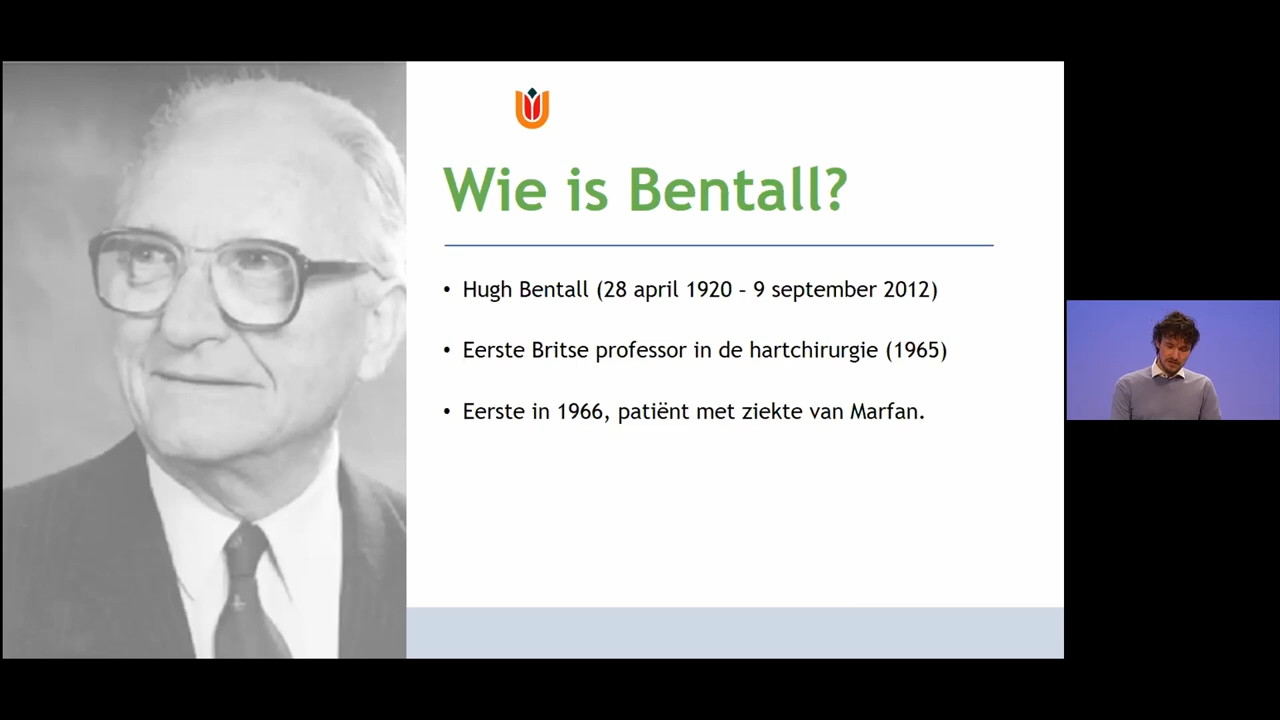 Wie is Bentall?
• Hugh Bentall (28 april 1920 – 9 september 2012)
• Eerste Britse professor in de hartchirurgie (1965)
• Eerste in 1966, patiënt met ziekte van Marfan.